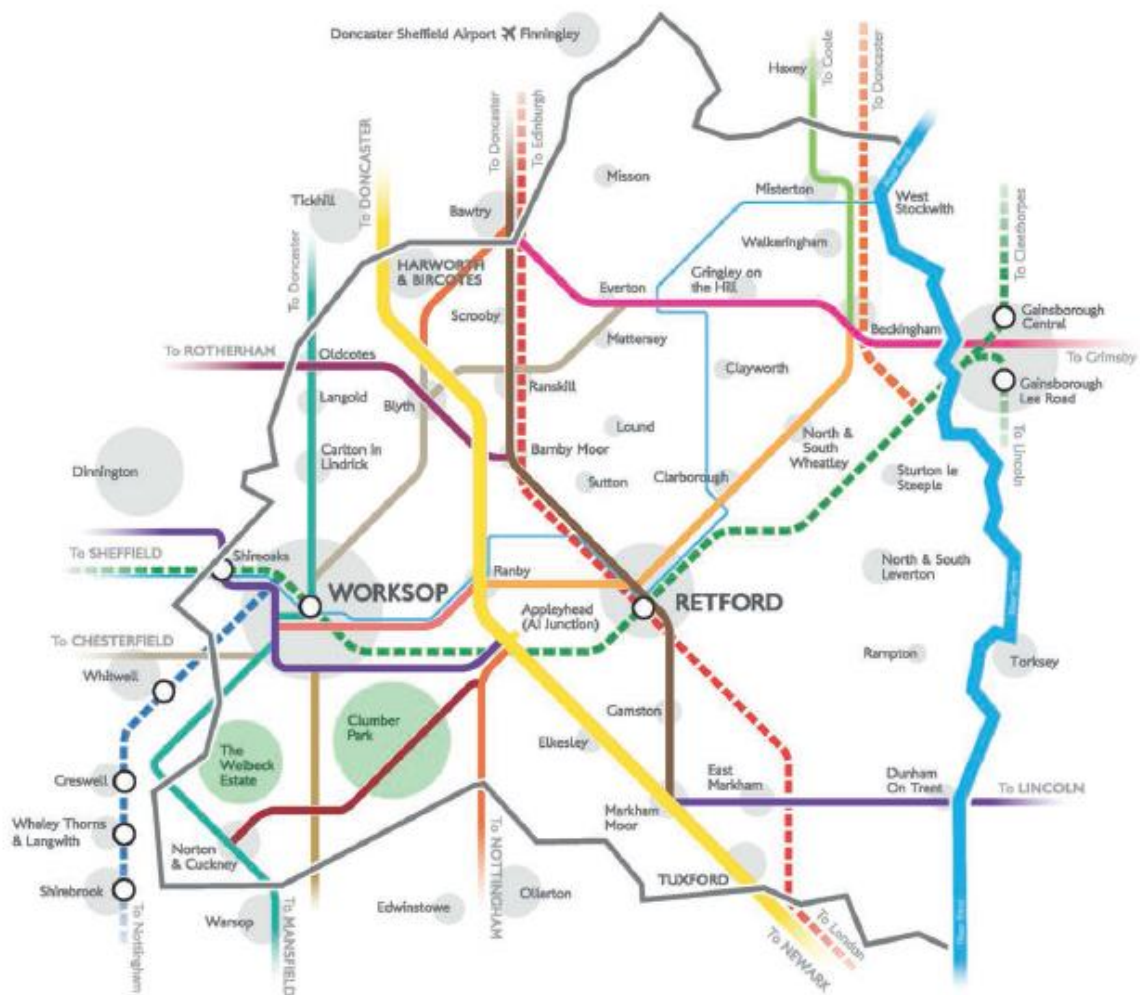 Doncaster Sheffield Airport ✈ Finningley
Haxey
To Goole
To Doncaster
To DONCASTER
To Doncaster
To Edinburgh
Misson
Misterton
West
Stockwith
To Cleethorpes
Tickhill
Bawtry
To Doncaster
HARWORTH
& BIRCOTES
Walkeringham
Gringley on
the Hill
Everton
Scrooby
Mattersey
Beckingham
Gainsborough
Central
To Grimsby
To ROTHERHAM
Oldcotes
Ranskill
Clayworth
Gainsborough
Lea Road
Langold
Blyth
Lound
Barnby Moor
North &
South
Wheatley
To Lincoln
Dinnington
Carlton in
Lindrick
Sutton
Clarborough
Sturton le
Steeple
To SHEFFIELD
Shireoaks
WORKSOP
Ranby
RETFORD
North & South
Leverton
Appleyhead
(A1 Junction)
To CHESTERFIELD
Whitwell
Rampton
Torksey
Clumber
Park
The
Welbeck
Estate
Gamston
Elkesley
Creswell
East
Markham
Dunham
On Trent
To LINCOLN
Whaley Thorns
& Langwith
Norton
& Cuckney
Markham
Moor
Shirebrook
To Nottingham
Warsop
To MANSFIELD
Edwinstowe
To NOTTINGHAM
Ollerton
TUXFORD
To NEWARK
To London